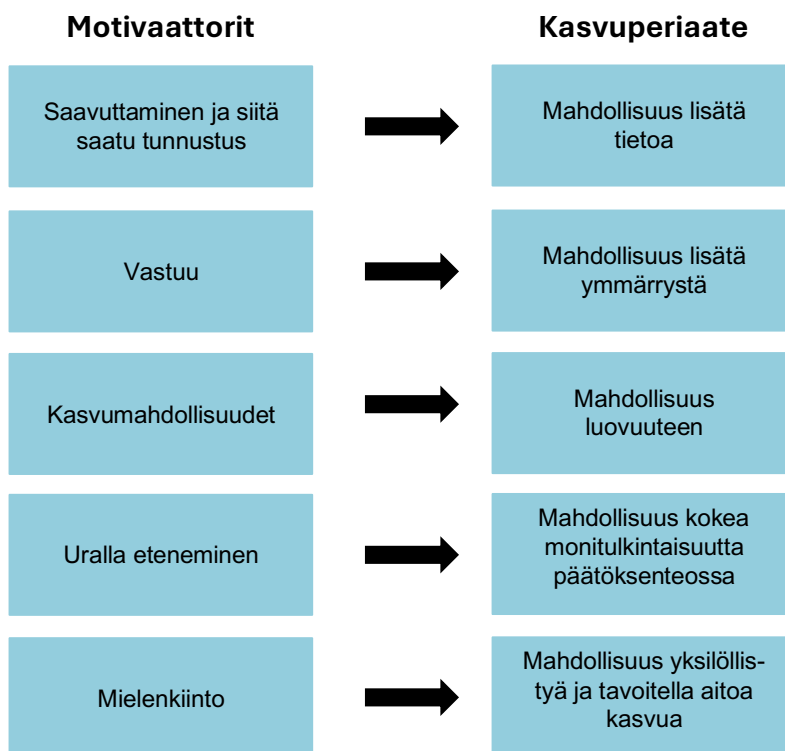 Motivaattorit
Kasvuperiaate
Saavuttaminen ja siitä
saatu tunnustus
Mahdollisuus lisätä
tietoa
Vastuu
Mahdollisuus lisätä
ymmärrystä
Kasvumahdollisuudet
Mahdollisuus
luovuuteen
Uralla eteneminen
Mahdollisuus kokea
monitulkintaisuutta
päätöksenteossa
Mielenkiinto
Mahdollisuus yksilöllis-
tyä ja tavoitella aitoa
kasvua